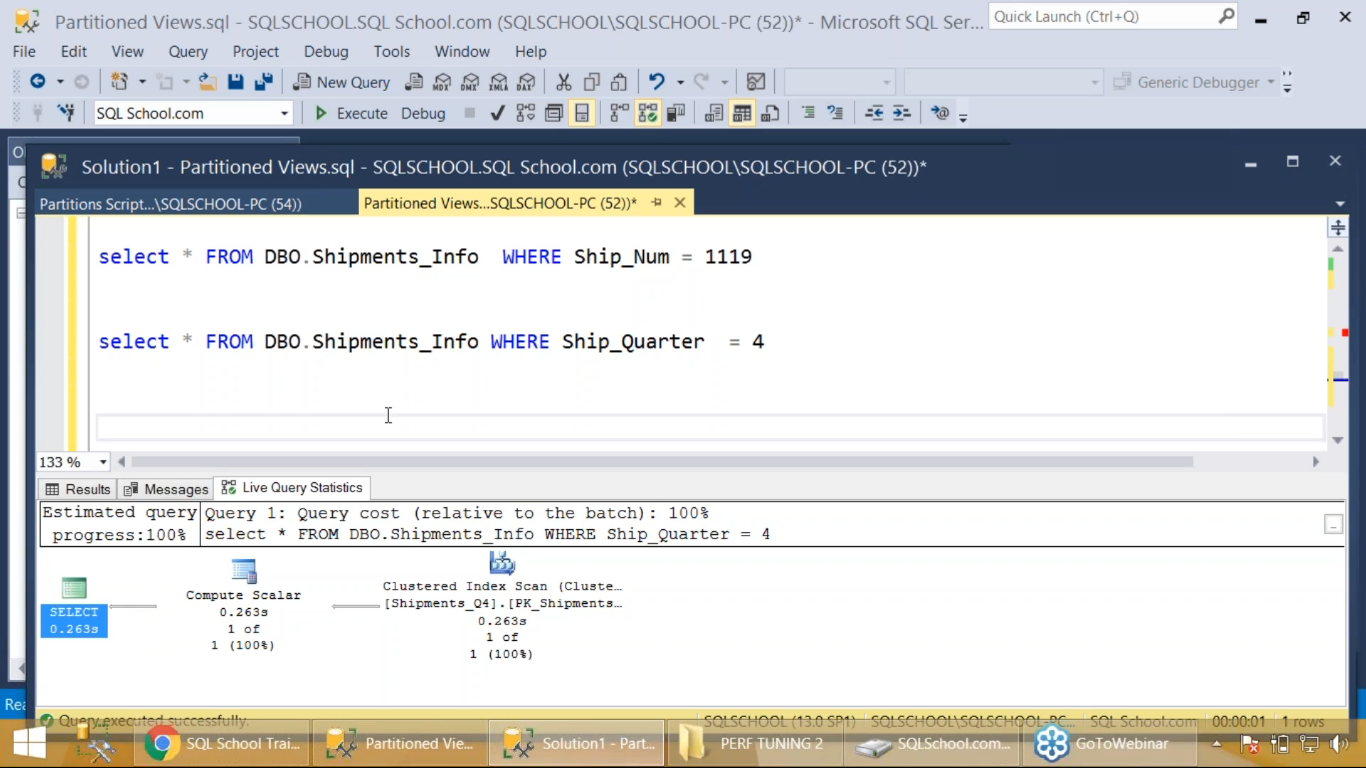 Partitioned Views.sql - SQLSCHOOL.SQL School.com (SQLSCHOOL\SQLSCHOOL-PC (52))* - Microsoft SQL Ser...
Quick Launch (Ctrl+Q)
File Edit View Query Project Debug Tools Window Help
New Query MDX DMX XMLA DAX Generic Debugger
SQL School.com Execute Debug
Solution1 - Partitioned Views.sql - SQLSCHOOL.SQL School.com (SQLSCHOOL\SQLSCHOOL-PC (52))*
Partitions Script...\SQLSCHOOL-PC (54)) Partitioned Views...SQLSCHOOL-PC (52))*
select * FROM DBO.Shipments_Info WHERE Ship_Num = 1119
select * FROM DBO.Shipments_Info WHERE Ship_Quarter = 4
133 %
Results Messages Live Query Statistics
Estimated query progress:100%
Query 1: Query cost (relative to the batch): 100%
select * FROM DBO.Shipments_Info WHERE Ship_Quarter = 4
SELECT
0.263s
Compute Scalar
0.263s
1 of
1 (100%)
Clustered Index Scan (Cluste...
[Shipments_Q4].[PK_Shipments...
0.263s
1 of
1 (100%)
Query executed successfully. SQLSCHOOL (13.0 SP1) SQLSCHOOL\SQLSCHOOL-PC... SQL School.com 00:00:01 1 rows
SQL School Trai... Partitioned Vie... Solution1 - Part... PERF TUNING 2 SQLSchool.com... GoToWebinar